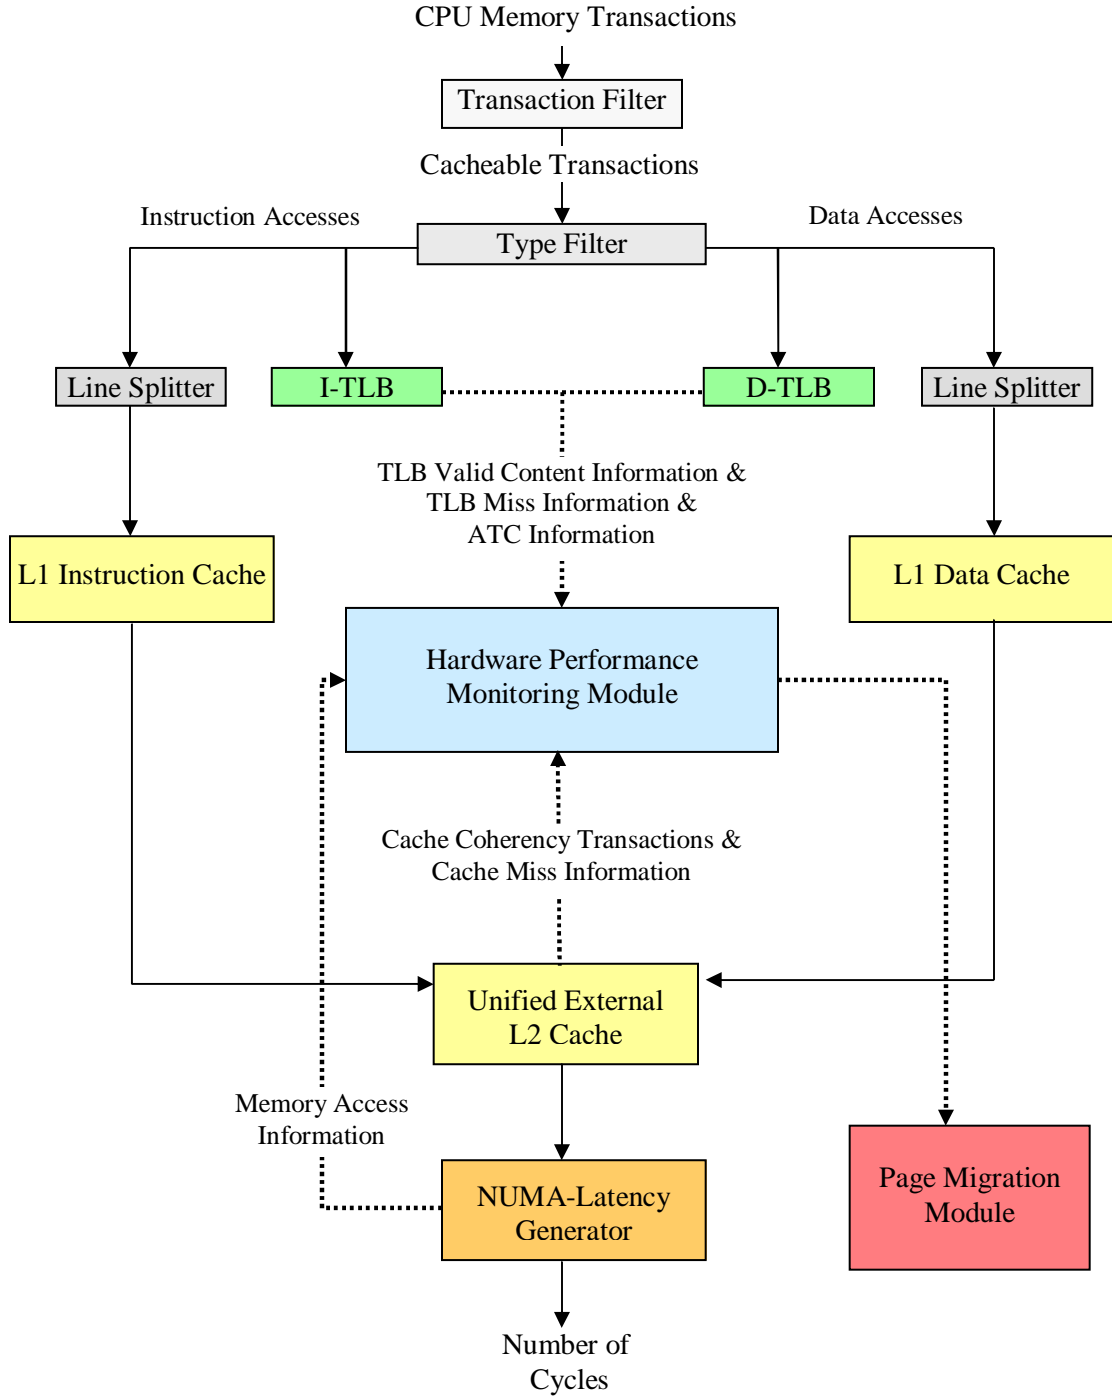 CPU Memory Transactions
Transaction Filter
Cacheable Transactions
Instruction Accesses
Data Accesses
Type Filter
Line Splitter
I-TLB
D-TLB
Line Splitter
TLB Valid Content Information &
TLB Miss Information &
ATC Information
L1 Instruction Cache
L1 Data Cache
Hardware Performance
Monitoring Module
Cache Coherency Transactions &
Cache Miss Information
Unified External
L2 Cache
Memory Access
Information
NUMA-Latency
Generator
Page Migration
Module
Number of
Cycles